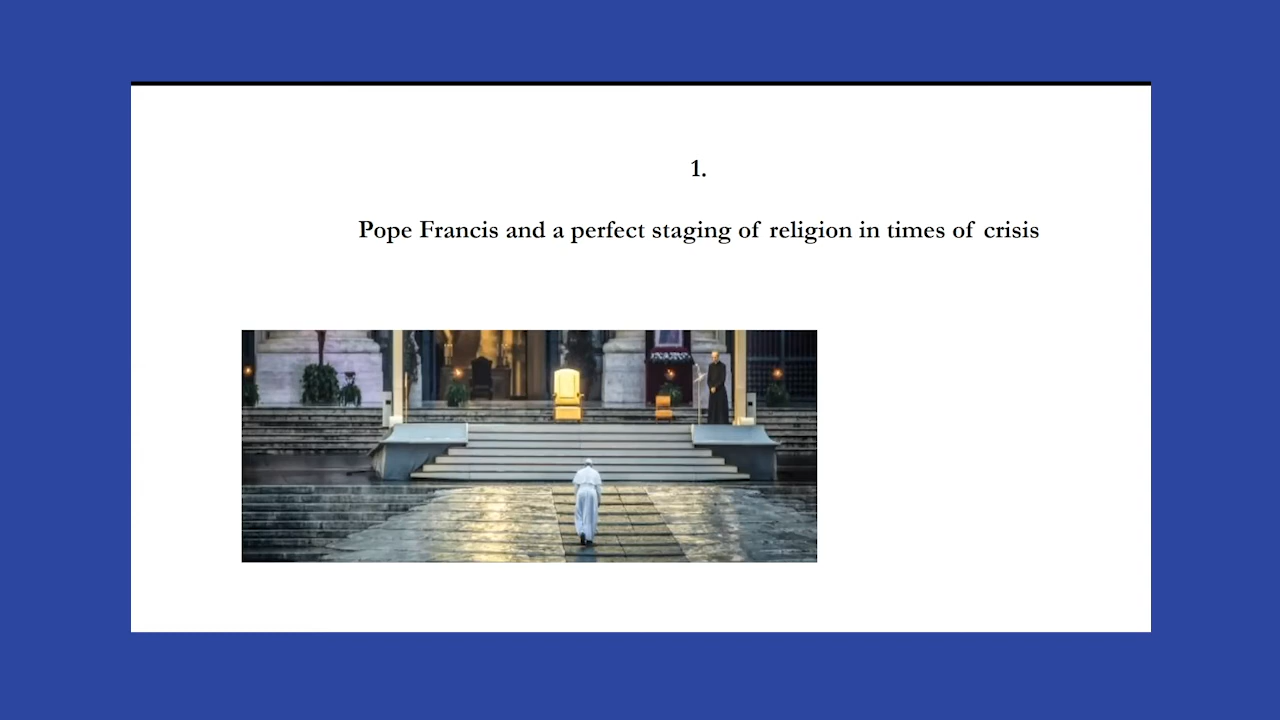 1.
Pope Francis and a perfect staging of religion in times of crisis